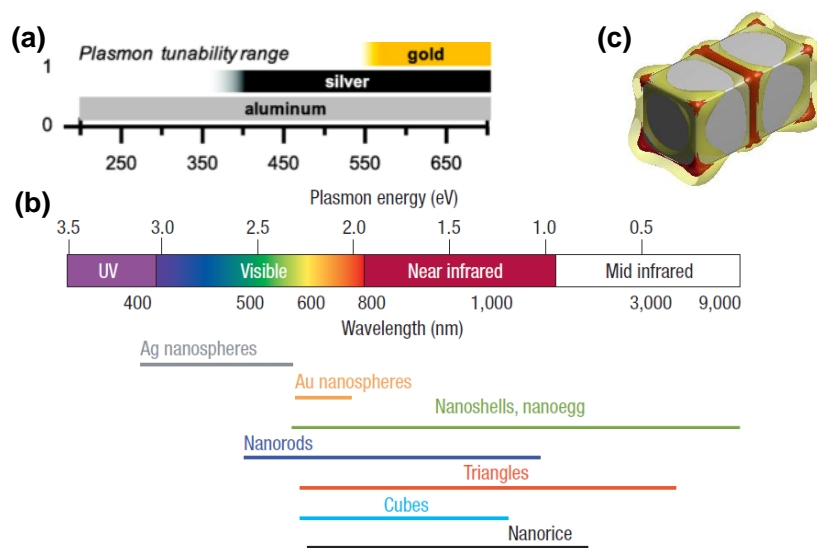 (a)
Plasmon tunability range
gold
1
silver
aluminum
0
250 350 450 550 650
(c)
Plasmon energy (eV)
(b)
3.5 3.0 2.5 2.0 1.5 1.0 0.5
UV Visible Near infrared Mid infrared
400 500 600 800 1,000 3,000 9,000
Wavelength (nm)
Ag nanospheres
Au nanospheres
Nanoshells, nanoegg
Nanorods
Triangles
Cubes
Nanorice